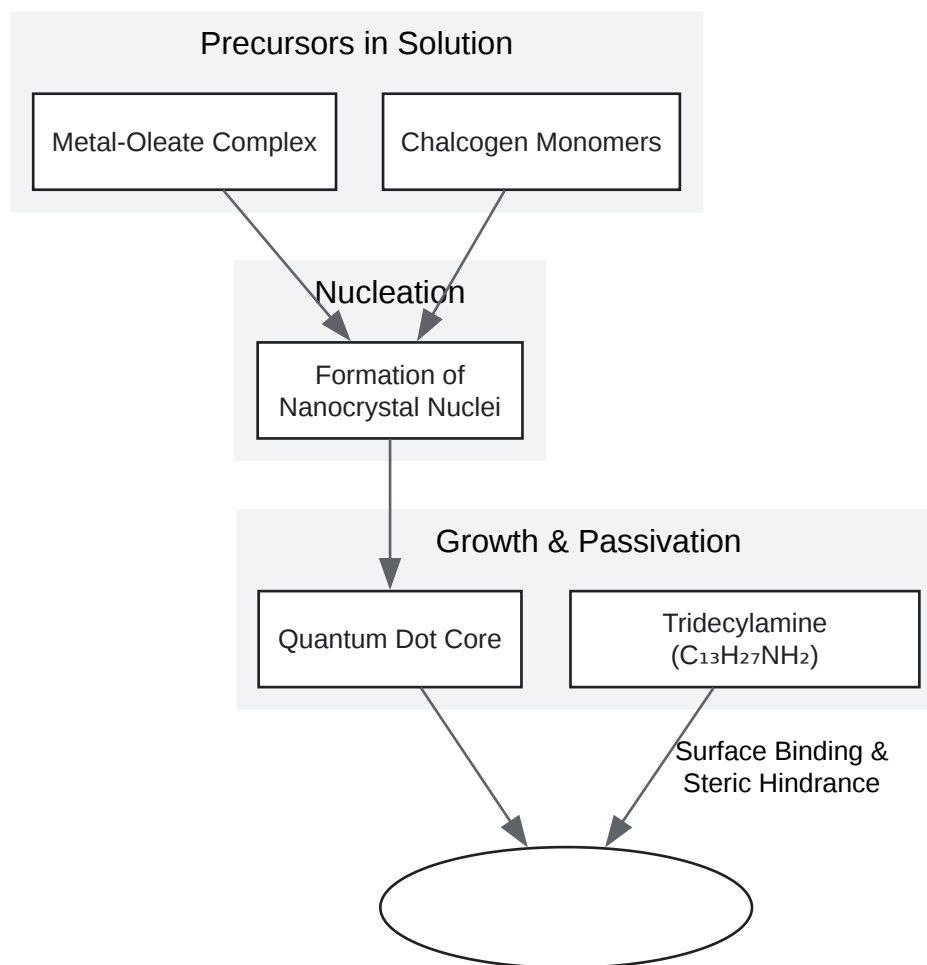 Precursors in Solution
Metal-Oleate Complex
Chalcogen Monomers
Nucleation
Formation of
Nanocrystal Nuclei
Growth & Passivation
Quantum Dot Core
Tridecylamine
(C₁₃H₂₇NH₂)
Surface Binding &
Steric Hindrance